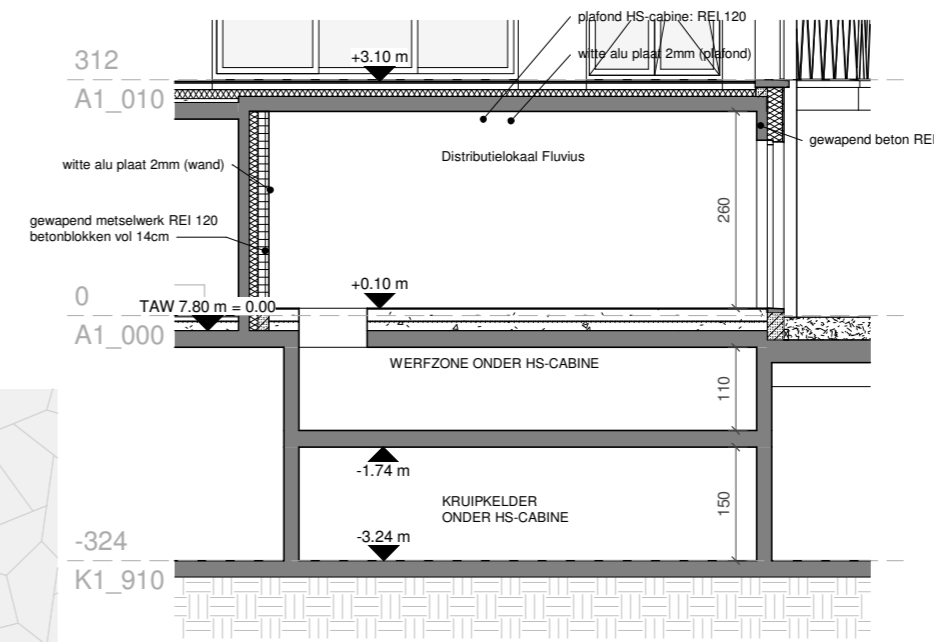 plafond HS-cabine: REI 120
312
+3.10 m
witte alu plaat 2mm (plafond)
A1_010
gewapend beton REI
Distributielokaal Fluvius
witte alu plaat 2mm (wand)
260
gewapend metselwerk REI 120
betonblokken vol 14cm
+0.10 m
0
TAW 7.80 m = 0.00
A1_000
WERFZONE ONDER HS-CABINE
110
-1.74 m
KRUIPKELDER
ONDER HS-CABINE
150
-3.24 m
-324
K1_910